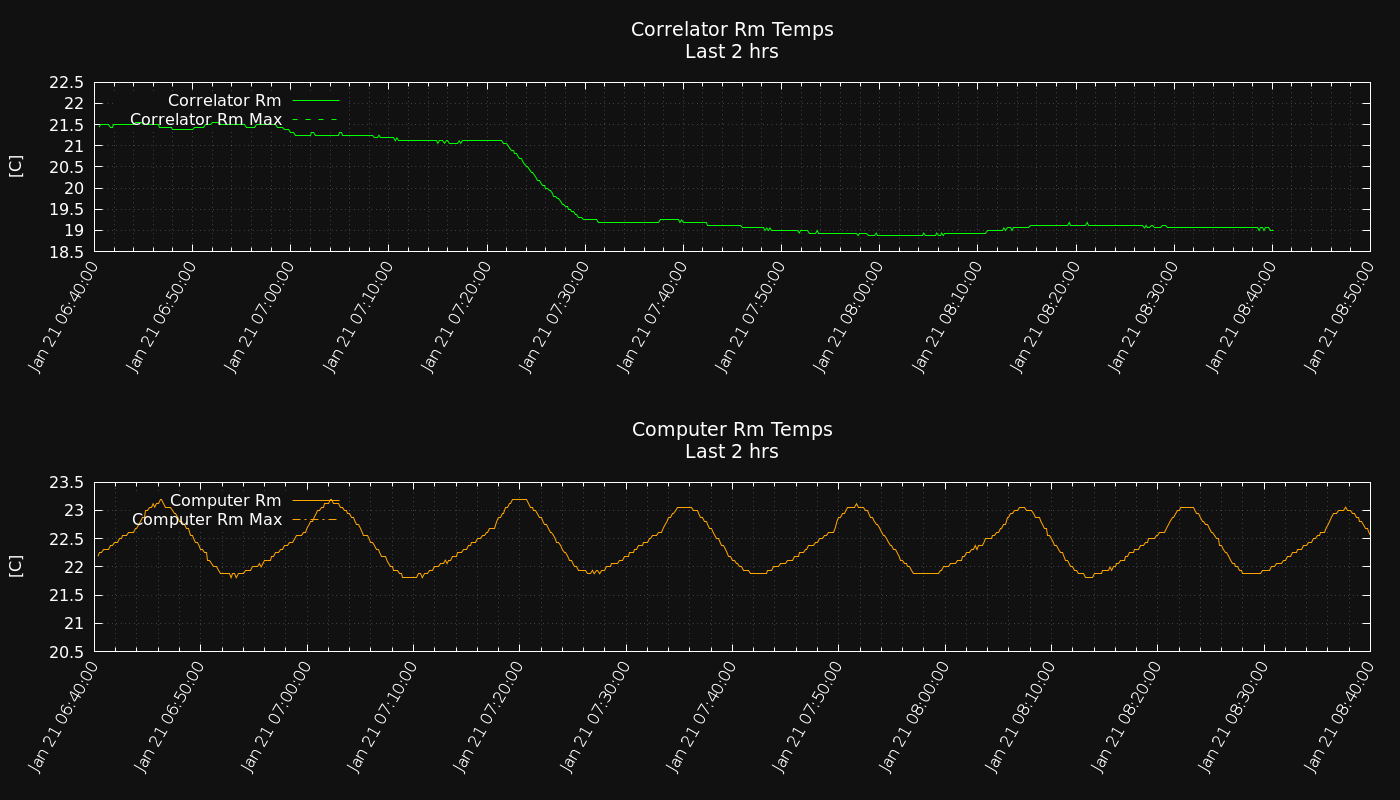 Correlator Rm Temps
Last 2 hrs
22.5
22
21.5
21
20.5
20
19.5
19
18.5
[C]
Correlator Rm
Correlator Rm Max
Jan 21 06:40:00
Jan 21 06:50:00
Jan 21 07:00:00
Jan 21 07:10:00
Jan 21 07:20:00
Jan 21 07:30:00
Jan 21 07:40:00
Jan 21 07:50:00
Jan 21 08:00:00
Jan 21 08:10:00
Jan 21 08:20:00
Jan 21 08:30:00
Jan 21 08:40:00
Jan 21 08:50:00
Computer Rm Temps
Last 2 hrs
23.5
23
22.5
22
21.5
21
20.5
[C]
Computer Rm
Computer Rm Max
Jan 21 06:40:00
Jan 21 06:50:00
Jan 21 07:00:00
Jan 21 07:10:00
Jan 21 07:20:00
Jan 21 07:30:00
Jan 21 07:40:00
Jan 21 07:50:00
Jan 21 08:00:00
Jan 21 08:10:00
Jan 21 08:20:00
Jan 21 08:30:00
Jan 21 08:40:00